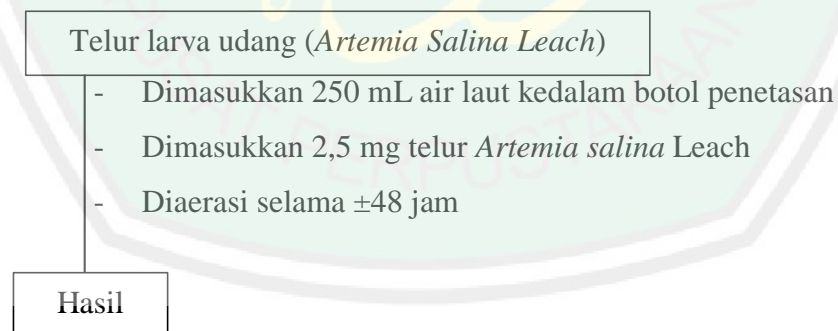 Telur larva udang (Artemia Salina Leach)
- Dimasukkan 250 mL air laut kedalam botol penetasan
- Dimasukkan 2,5 mg telur Artemia salina Leach
- Diaerasi selama ±48 jam
Hasil